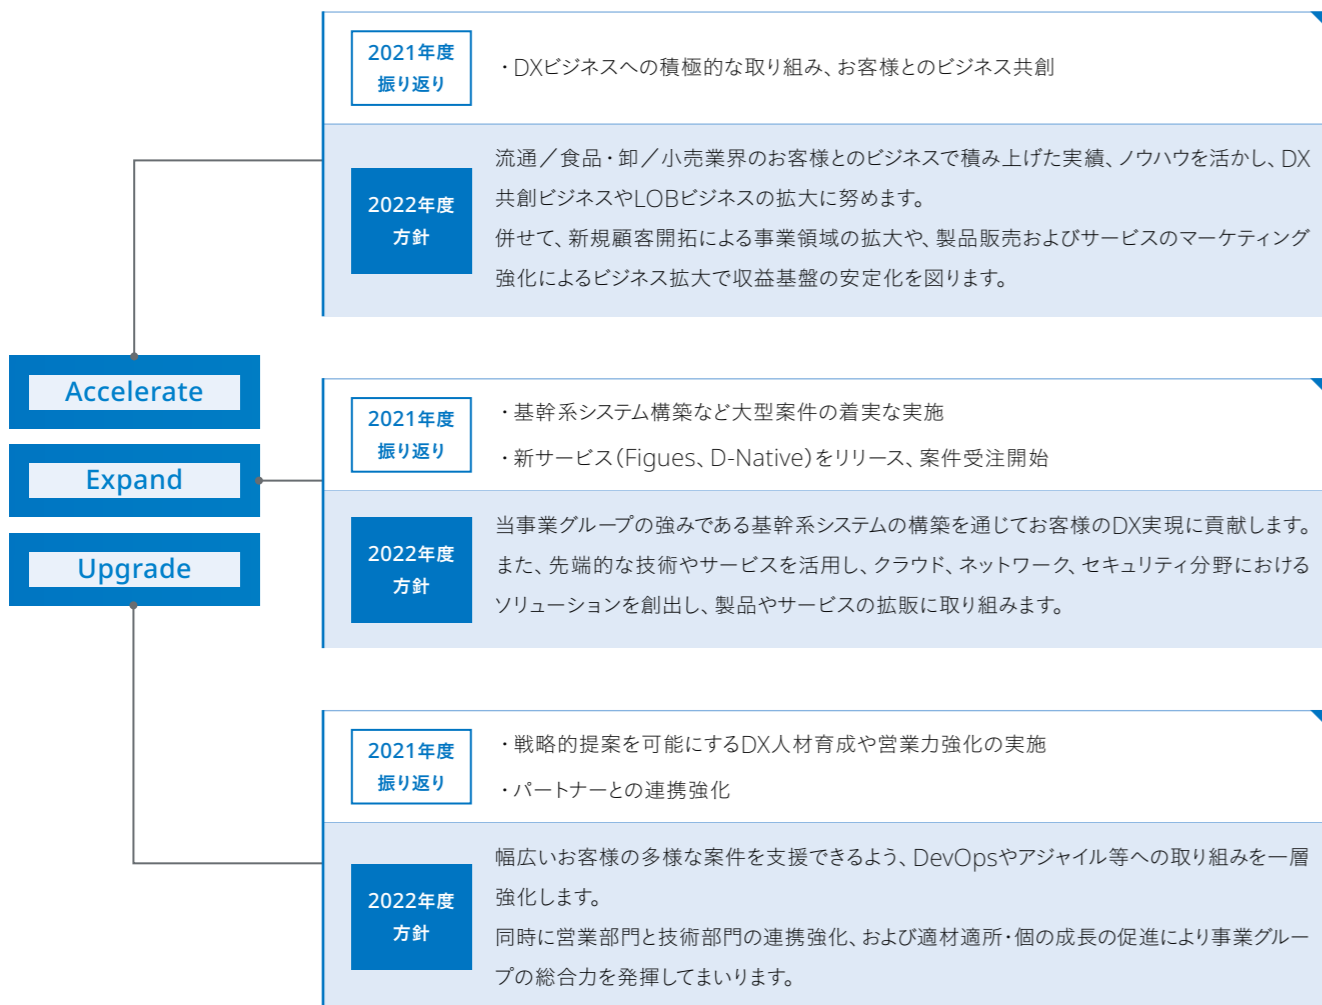 2021年度
振り返り
・DXビジネスへの積極的な取り組み、お客様とのビジネス共創
2022年度
方針
流通／食品・卸／小売業界のお客様とのビジネスで積み上げた実績、ノウハウを活かし、DX
共創ビジネスやLOBビジネスの拡大に努めます。
併せて、新規顧客開拓による事業領域の拡大や、製品販売およびサービスのマーケティング
強化によるビジネス拡大で収益基盤の安定化を図ります。
Accelerate
Expand
Upgrade
2021年度
振り返り
・基幹系システム構築など大型案件の着実な実施
・新サービス（Figues、D-Native）をリリース、案件受注開始
2022年度
方針
当事業グループの強みである基幹系システムの構築を通じてお客様のDX実現に貢献します。
また、先端的な技術やサービスを活用し、クラウド、ネットワーク、セキュリティ分野における
ソリューションを創出し、製品やサービスの拡販に取り組みます。
2021年度
振り返り
・戦略的提案を可能にするDX人材育成や営業力強化の実施
・パートナーとの連携強化
2022年度
方針
幅広いお客様の多様な案件を支援できるよう、DevOpsやアジャイル等への取り組みを一層
強化します。
同時に営業部門と技術部門の連携強化、および適材適所・個の成長の促進により事業グルー
プの総合力を発揮してまいります。